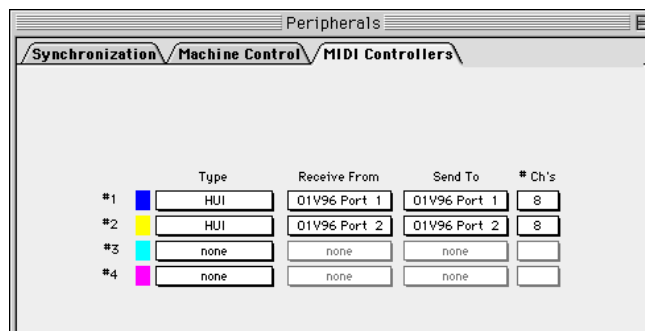 Peripherals
Synchronization Machine Control MIDI Controllers
Type Receive From Send To # Ch's
#1 HUI 01V96 Port 1 01V96 Port 1 8
#2 HUI 01V96 Port 2 01V96 Port 2 8
#3 none none none
#4 none none none